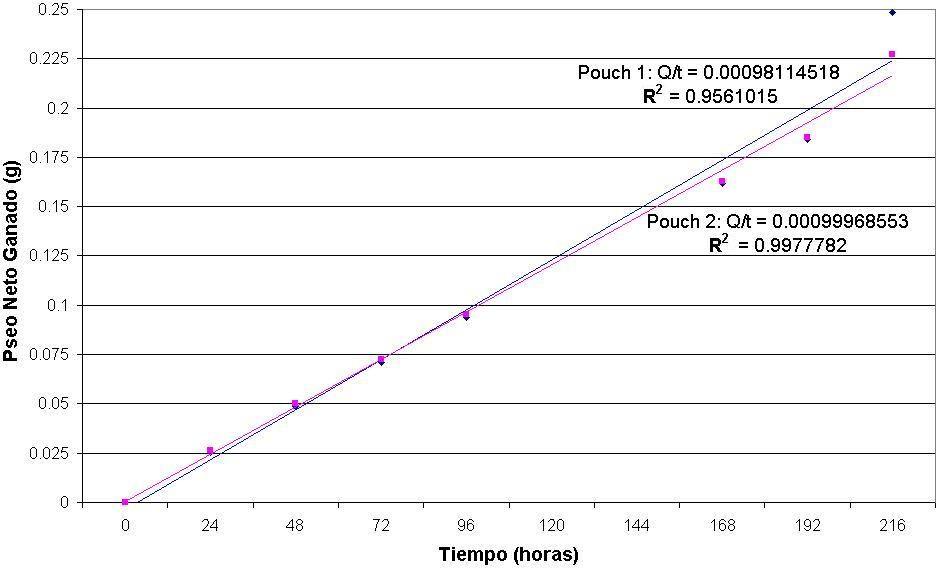 0.25
0.225
0.2
0.175
0.15
0.125
0.1
0.075
0.05
0.025
0
Pseo Neto Ganado (g)
Pouch 1: Q/t = 0.00098114518
R² = 0.9561015
Pouch 2: Q/t = 0.00099968553
R² = 0.9977782
0 24 48 72 96 120 144 168 192 216
Tiempo (horas)